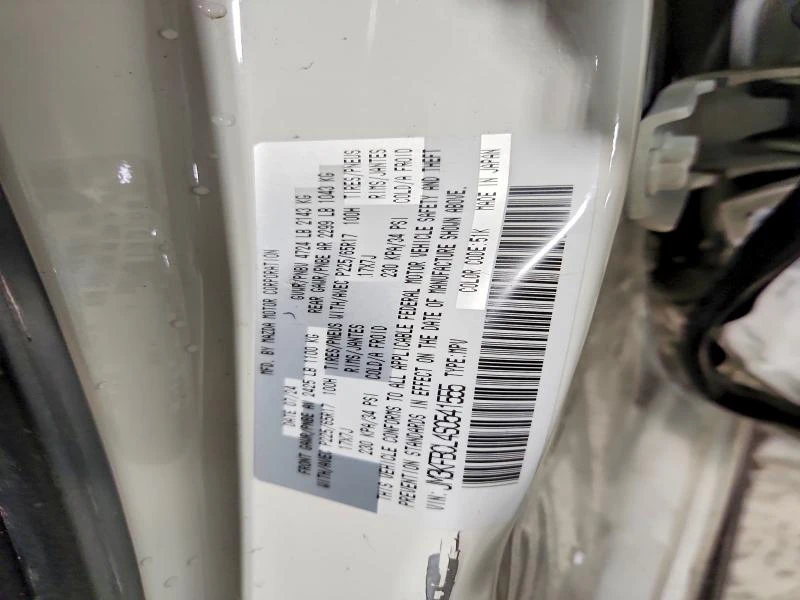 MFD. BY MAZDA MOTOR CORPORATION
DATE 07/24 GVWR/PNBV 4724 LB 2143 KG
FRONT GAWR/PNBE AV 2425 LB 1100 KG REAR GAWR/PNBE AR 2299 LB 1043 KG
WITH/AVEC P225/65R17 100H TIRES/PNEUS WITH/AVEC P225/65R17 100H TIRES/PNEUS
17X7J RIMS/JANTES 17X7J RIMS/JANTES
230 KPA/34 PSI COLD/A FROID 230 KPA/34 PSI COLD/A FROID
THIS VEHICLE CONFORMS TO ALL APPLICABLE FEDERAL MOTOR VEHICLE SAFETY AND THEFT
PREVENTION STANDARDS IN EFFECT ON THE DATE OF MANUFACTURE SHOWN ABOVE.
VIN: JM3KFBCL4S0541555 TYPE:MPV COLOR CODE:51K MADE IN JAPAN